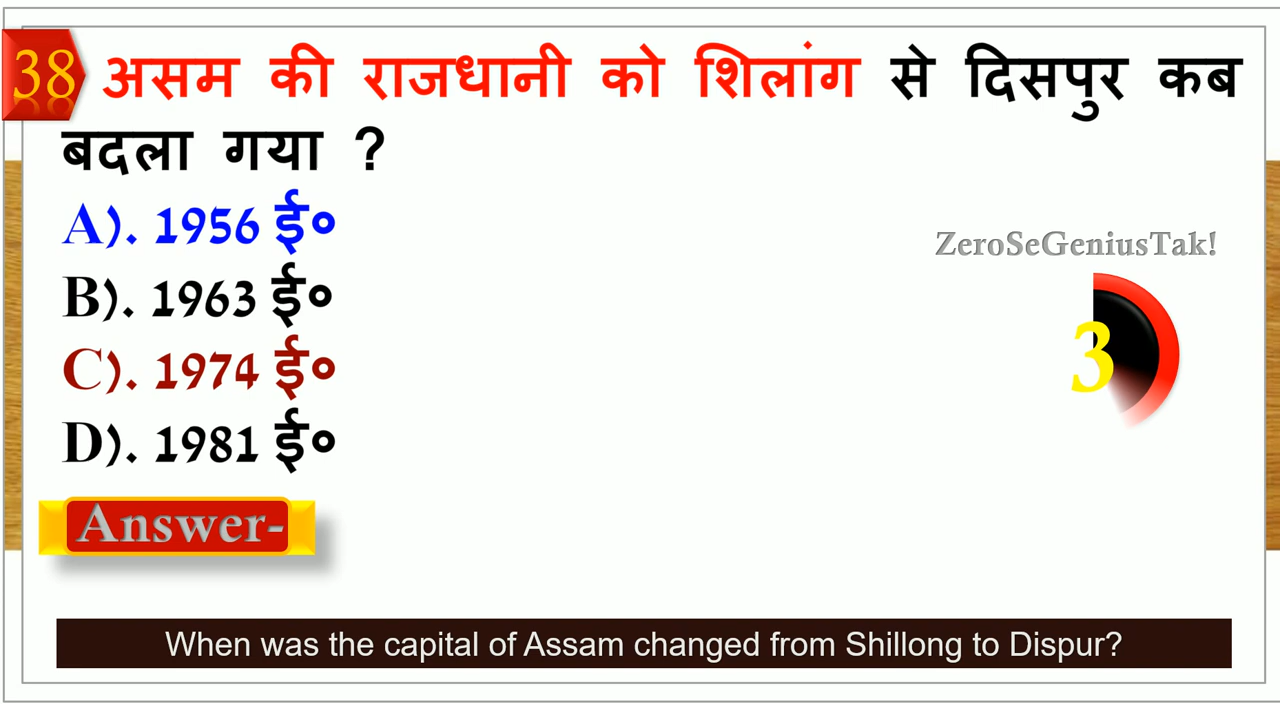 38 असम की राजधानी को शिलांग से दिसपुर कब
बदला गया ?
A). 1956 ई०
B). 1963 ई०
C). 1974 ई०
D). 1981 ई०
ZeroSeGeniusTak!
3
Answer-
When was the capital of Assam changed from Shillong to Dispur?